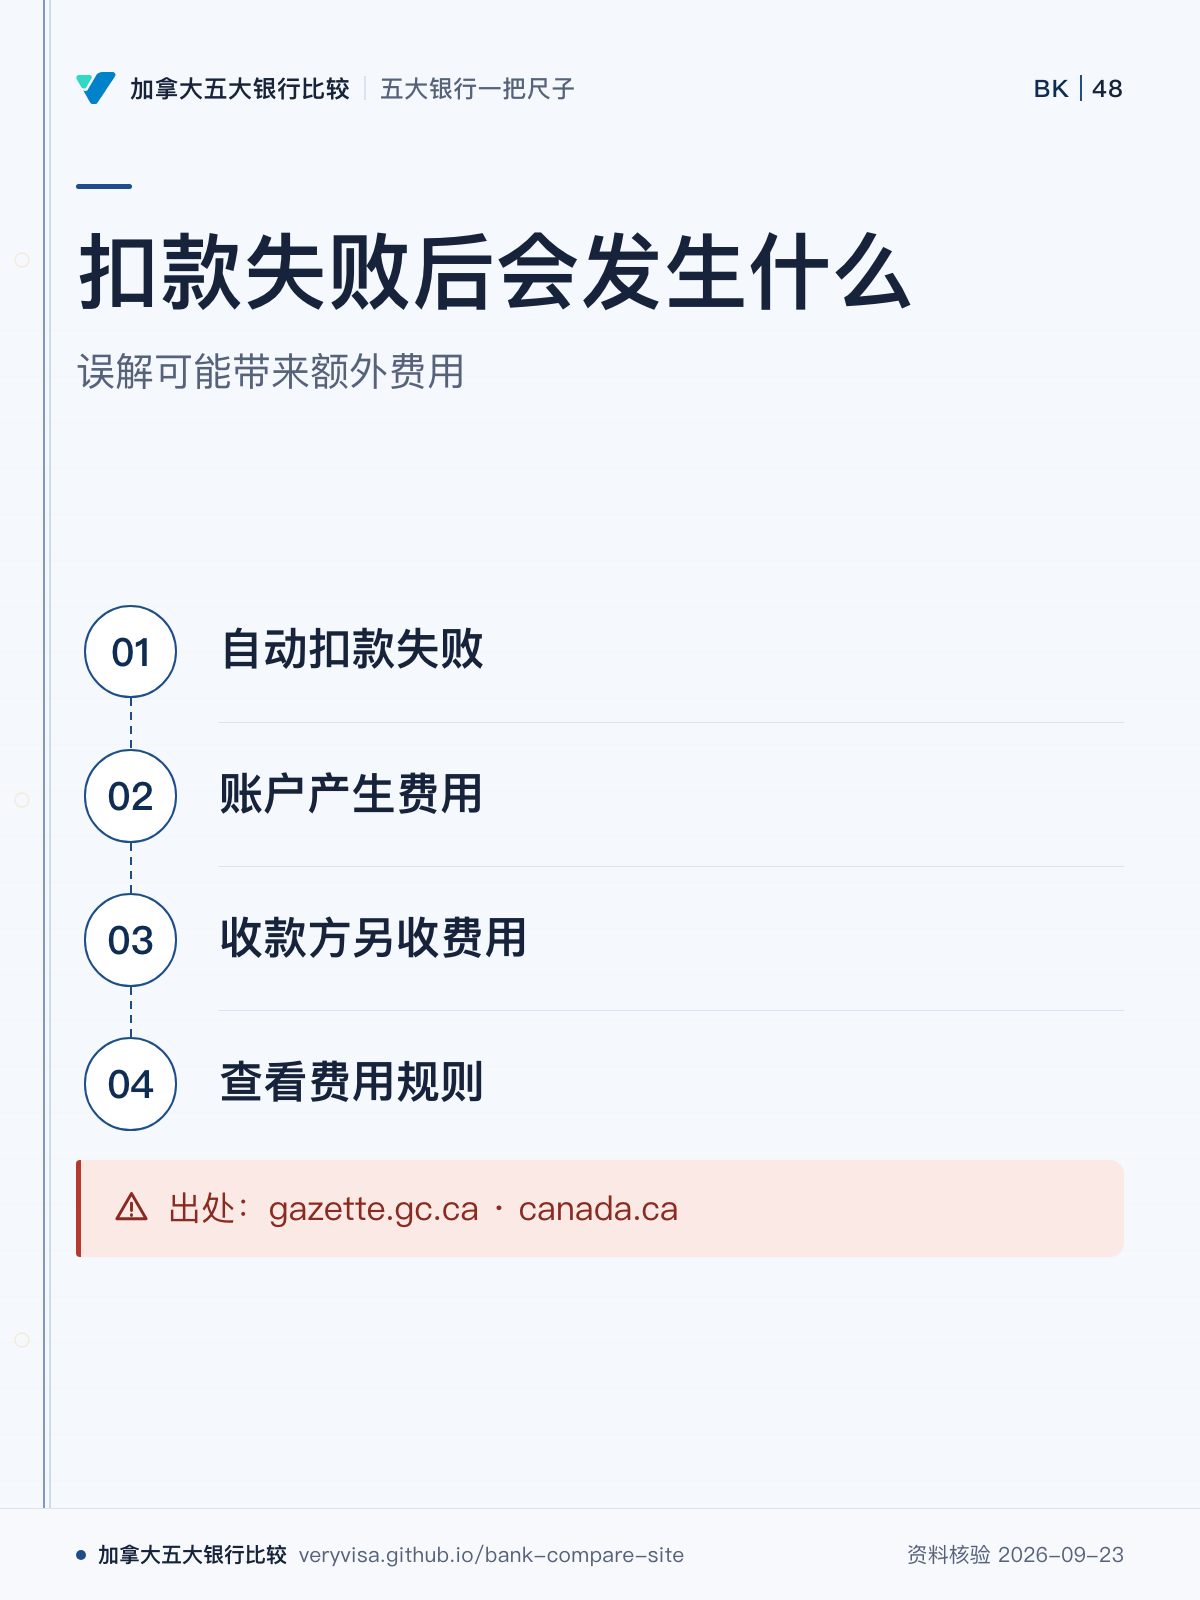 加拿大五大银行比较 五大银行一把尺子 BK 48
扣款失败后会发生什么
误解可能带来额外费用
01 自动扣款失败
02 账户产生费用
03 收款方另收费用
04 查看费用规则
出处：gazette.gc.ca · canada.ca
加拿大五大银行比较 veryvisa.github.io/bank-compare-site 资料核验 2026-09-23